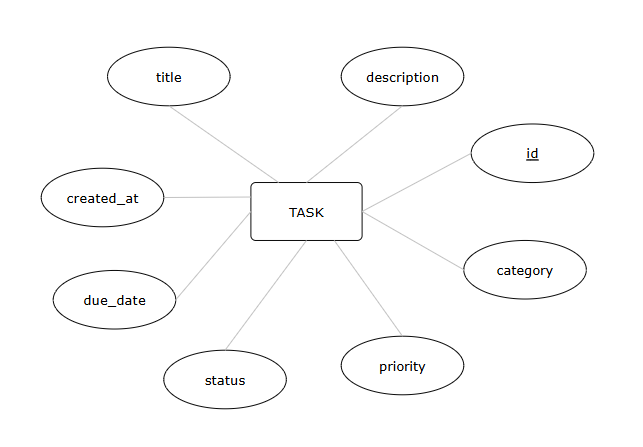 title
description
id
created_at
TASK
category
due_date
status
priority